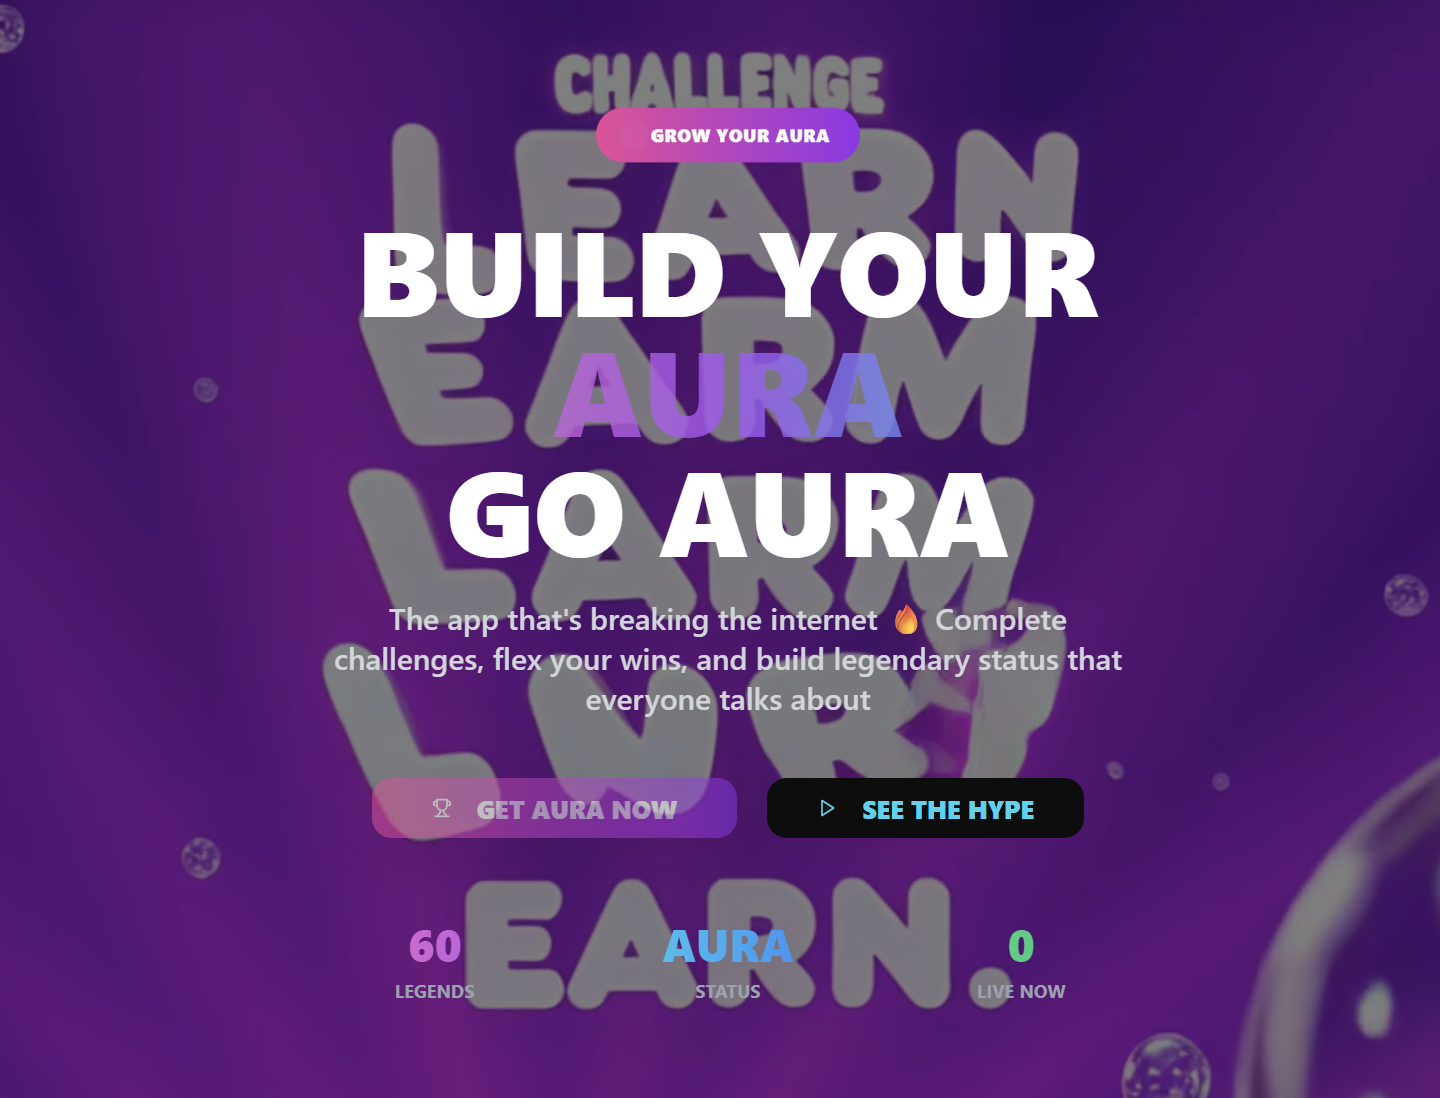 CHALLENGE
GROW YOUR AURA
LEARN
BUILD YOUR
EARM
AURA
GO AURA
LARM
The app that's breaking the internet 🔥 Complete
challenges, flex your wins, and build legendary status that
everyone talks about
GET AURA NOW
SEE THE HYPE
EARN.
60
AURA
0
LEGENDS
STATUS
LIVE NOW